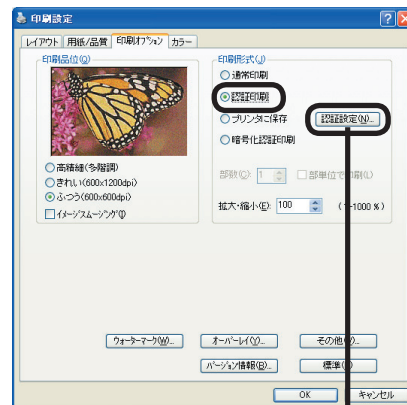 印刷設定
レイアウト 用紙/品質 印刷オプション カラー
印刷品位(Q)
高精細(多階調)
きれい(600x1200dpi)
ふつう(600x600dpi)
イメージスムージング(I)
印刷形式(J)
通常印刷
認証印刷
プリンタに保存 認証設定(N)...
暗号化認証印刷
部数(C): 1 部単位で印刷(L)
拡大・縮小(E): 100 (1-1000 %)
ウォーターマーク(W)... オーバーレイ(Y)... その他
バージョン情報(B)... 標準
OK キャンセル